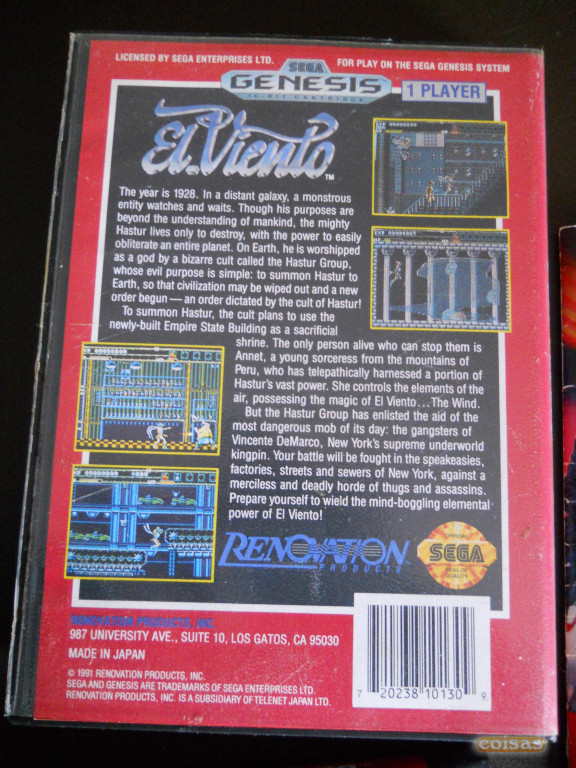 LICENSED BY SEGA ENTERPRISES LTD.
FOR PLAY ON THE SEGA GENESIS SYSTEM
SEGA
GENESIS
16-BIT CARTRIDGE
1 PLAYER
El.Viento™
The year is 1928. In a distant galaxy, a monstrous
entity watches and waits. Though his purposes are
beyond the understanding of mankind, the mighty
Hastur lives only to destroy, with the power to easily
obliterate an entire planet. On Earth, he is worshipped
as a god by a bizarre cult called the Hastur Group,
whose evil purpose is simple: to summon Hastur to
Earth, so that civilization may be wiped out and a new
order begun — an order dictated by the cult of Hastur!
To summon Hastur, the cult plans to use the
newly-built Empire State Building as a sacrificial
shrine. The only person alive who can stop them is
Annet, a young sorceress from the mountains of
Peru, who has telepathically harnessed a portion of
Hastur's vast power. She controls the elements of the
air, possessing the magic of El Viento...The Wind.
But the Hastur Group has enlisted the aid of the
most dangerous mob of its day: the gangsters of
Vincente DeMarco, New York's supreme underworld
kingpin. Your battle will be fought in the speakeasies,
factories, streets and sewers of New York, against a
merciless and deadly horde of thugs and assassins.
Prepare yourself to wield the mind-boggling elemental
power of El Viento!
RENOVATION
PRODUCTS
OFFICIAL
SEGA
SEAL OF
QUALITY
RENOVATION PRODUCTS, INC.
987 UNIVERSITY AVE., SUITE 10, LOS GATOS, CA 95030
MADE IN JAPAN
© 1991 RENOVATION PRODUCTS, INC.
SEGA AND GENESIS ARE TRADEMARKS OF SEGA ENTERPRISES LTD.
RENOVATION PRODUCTS, INC. IS A SUBSIDIARY OF TELENET JAPAN LTD.
7 20238 10130 9
coisas